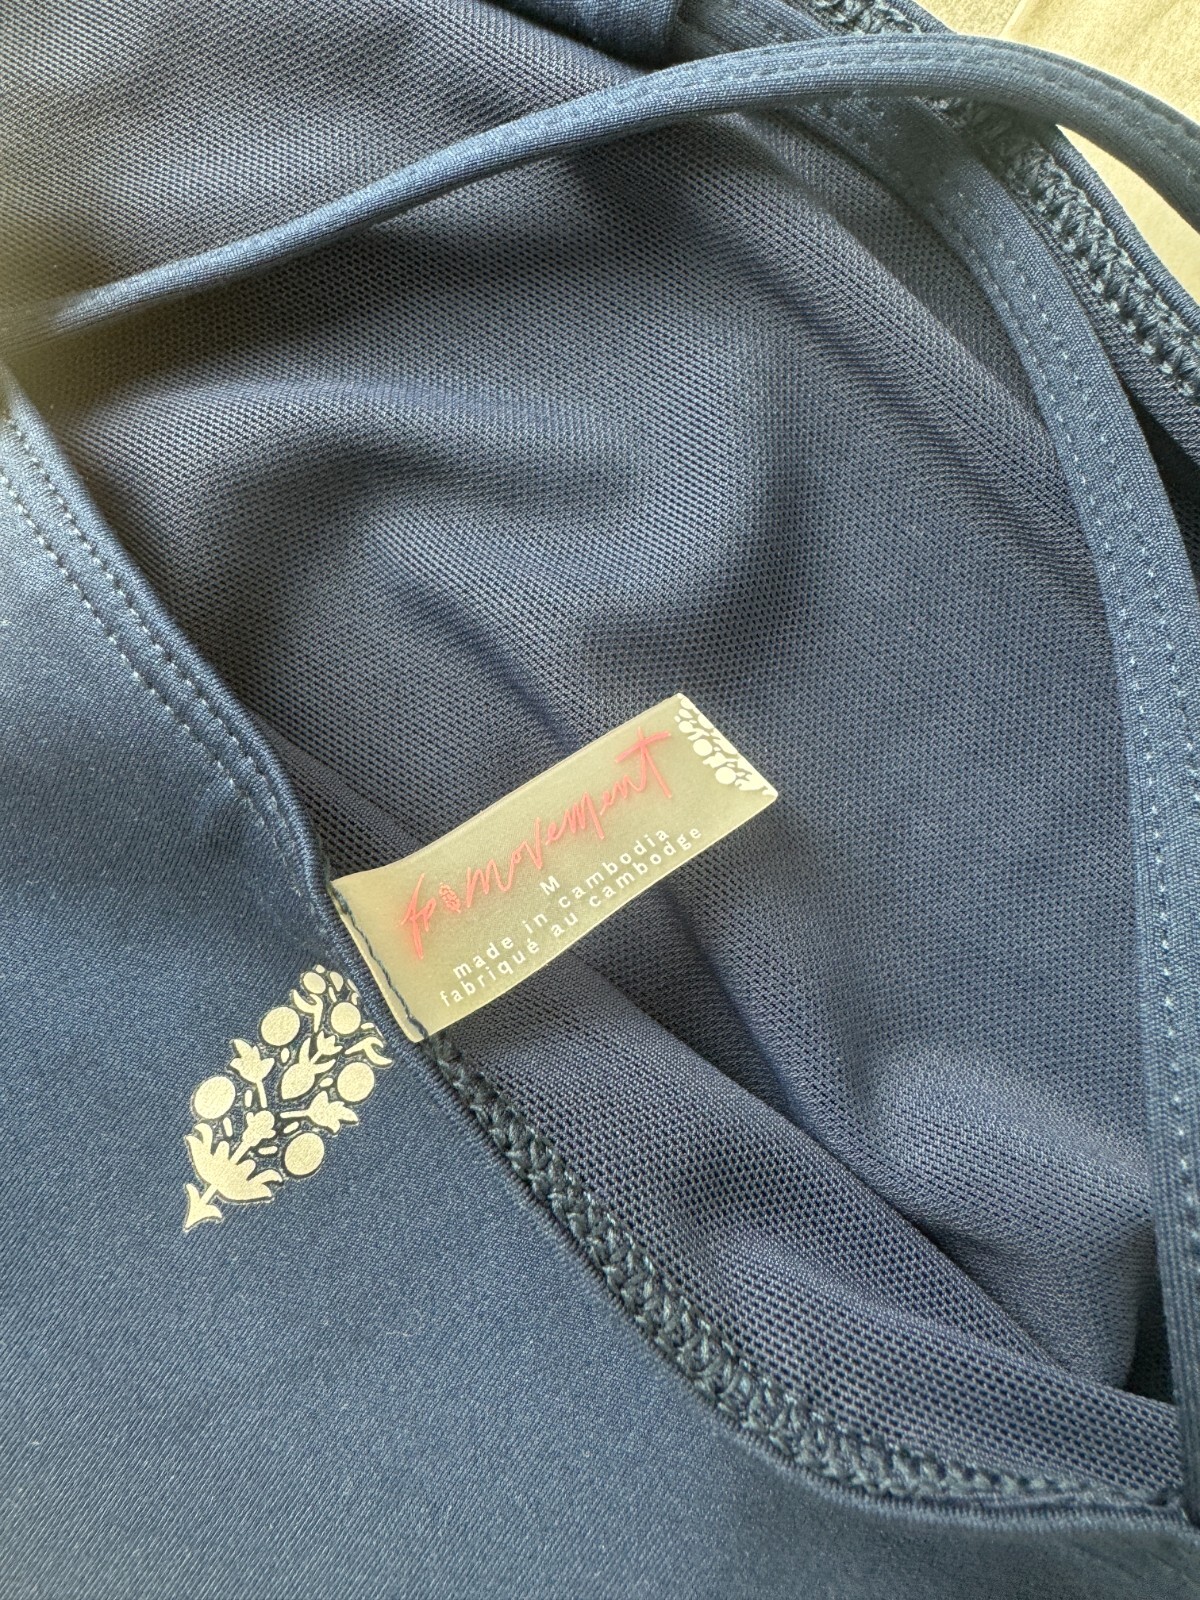 fp movement
M
made in cambodia
fabriqué au cambodge